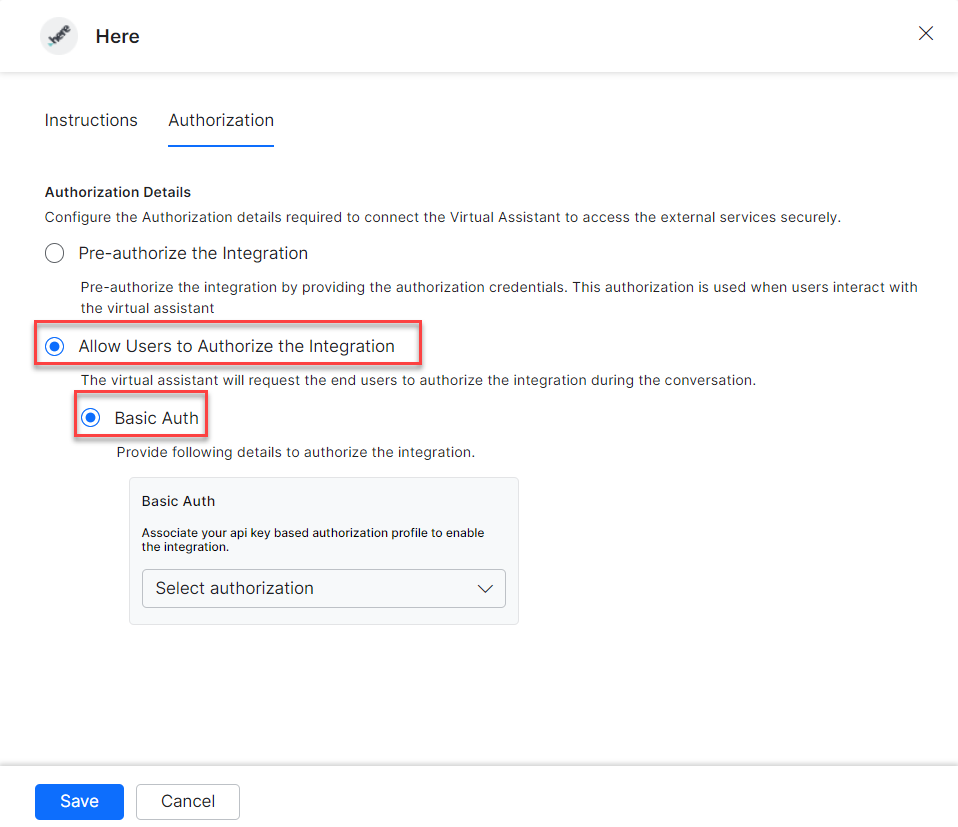 here
Here
Instructions
Authorization
Authorization Details
Configure the Authorization details required to connect the Virtual Assistant to access the external services securely.
Pre-authorize the Integration
Pre-authorize the integration by providing the authorization credentials. This authorization is used when users interact with
the virtual assistant
Allow Users to Authorize the Integration
The virtual assistant will request the end users to authorize the integration during the conversation.
Basic Auth
Provide following details to authorize the integration.
Basic Auth
Associate your api key based authorization profile to enable
the integration.
Select authorization
Save
Cancel